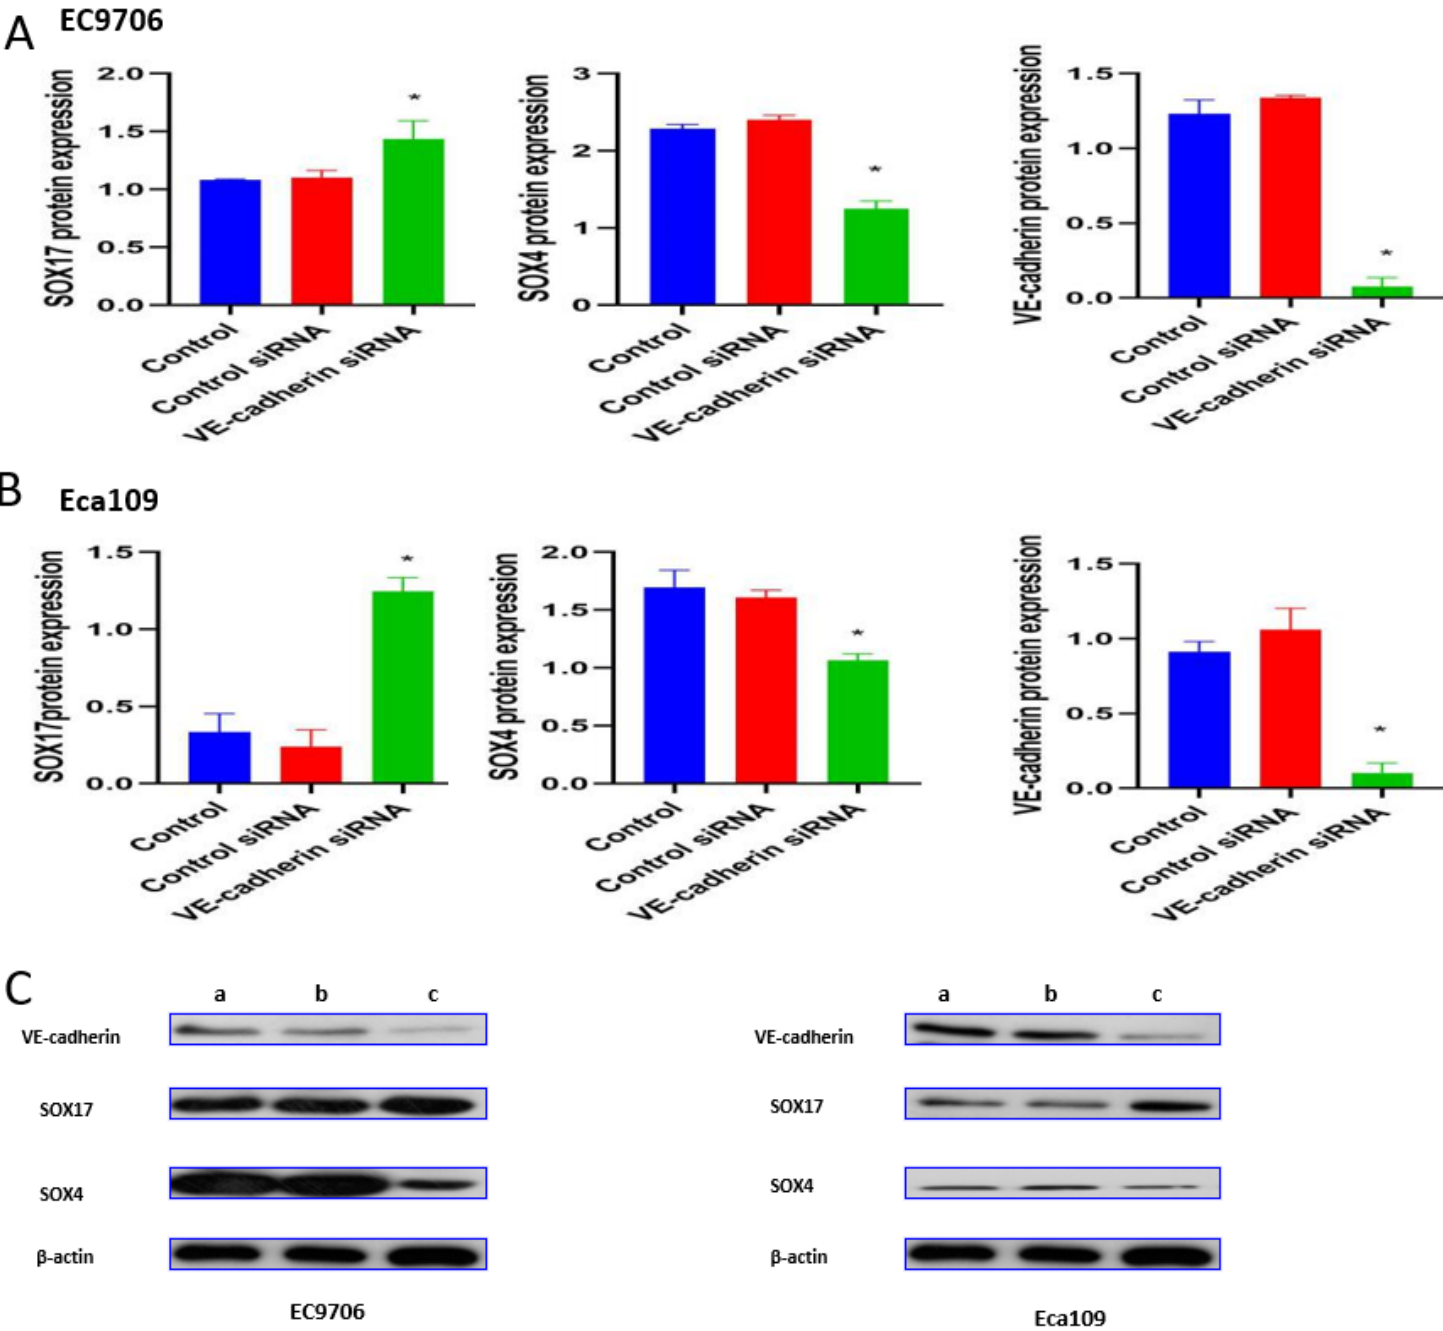 A EC9706
SOX17 protein expression
2.0
1.5
1.0
0.5
0.0
*
Control
Control siRNA
VE-cadherin siRNA
SOX4 protein expression
3
2
1
0
*
Control
Control siRNA
VE-cadherin siRNA
VE-cadherin protein expression
1.5
1.0
0.5
0.0
*
Control
Control siRNA
VE-cadherin siRNA
B Eca109
SOX17protein expression
1.5
1.0
0.5
0.0
*
Control
Control siRNA
VE-cadherin siRNA
SOX4 protein expression
2.0
1.5
1.0
0.5
0.0
*
Control
Control siRNA
VE-cadherin siRNA
VE-cadherin protein expression
1.5
1.0
0.5
0.0
*
Control
Control siRNA
VE-cadherin siRNA
C
a b c
VE-cadherin
SOX17
SOX4
β-actin
EC9706
a b c
VE-cadherin
SOX17
SOX4
β-actin
Eca109